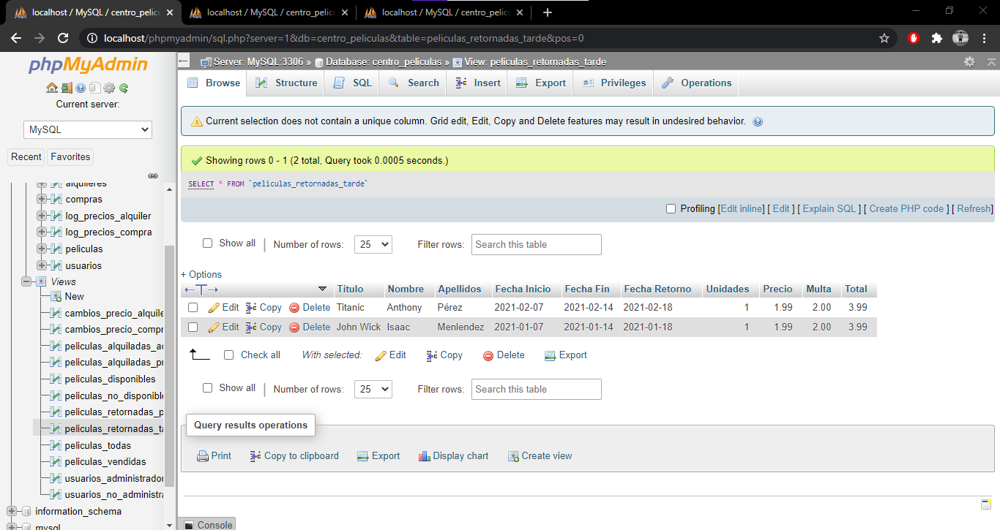 localhost / MySQL / centro_pelic
localhost / MySQL / centro_pelic
localhost / MySQL / centro_pelic
localhost/phpmyadmin/sql.php?server=1&db=centro_peliculas&table=peliculas_retornadas_tarde&pos=0
phpMyAdmin
Current server:
MySQL
Recent Favorites
alquileres
compras
log_precios_alquiler
log_precios_compra
peliculas
usuarios
Views
New
cambios_precio_alquile
cambios_precio_compr
peliculas_alquiladas_ac
peliculas_alquiladas_pr
peliculas_disponibles
peliculas_no_disponible
peliculas_retornadas_p
peliculas_retornadas_ta
peliculas_todas
peliculas_vendidas
usuarios_administrador
usuarios_no_administra
information_schema
mysql
Server: MySQL:3306 » Database: centro_peliculas » View: peliculas_retornadas_tarde
Browse Structure SQL Search Insert Export Privileges Operations
Current selection does not contain a unique column. Grid edit, Edit, Copy and Delete features may result in undesired behavior.
Showing rows 0 - 1 (2 total, Query took 0.0005 seconds.)
SELECT * FROM `peliculas_retornadas_tarde`
Profiling [Edit inline] [ Edit ] [ Explain SQL ] [ Create PHP code ] [ Refresh]
Show all | Number of rows: 25 Filter rows: Search this table
+ Options
←T→ Título Nombre Apellidos Fecha Inicio Fecha Fin Fecha Retorno Unidades Precio Multa Total
Edit Copy Delete Titanic Anthony Pérez 2021-02-07 2021-02-14 2021-02-18 1 1.99 2.00 3.99
Edit Copy Delete John Wick Isaac Menlendez 2021-01-07 2021-01-14 2021-01-18 1 1.99 2.00 3.99
Check all With selected: Edit Copy Delete Export
Show all | Number of rows: 25 Filter rows: Search this table
Query results operations
Print Copy to clipboard Export Display chart Create view
Console